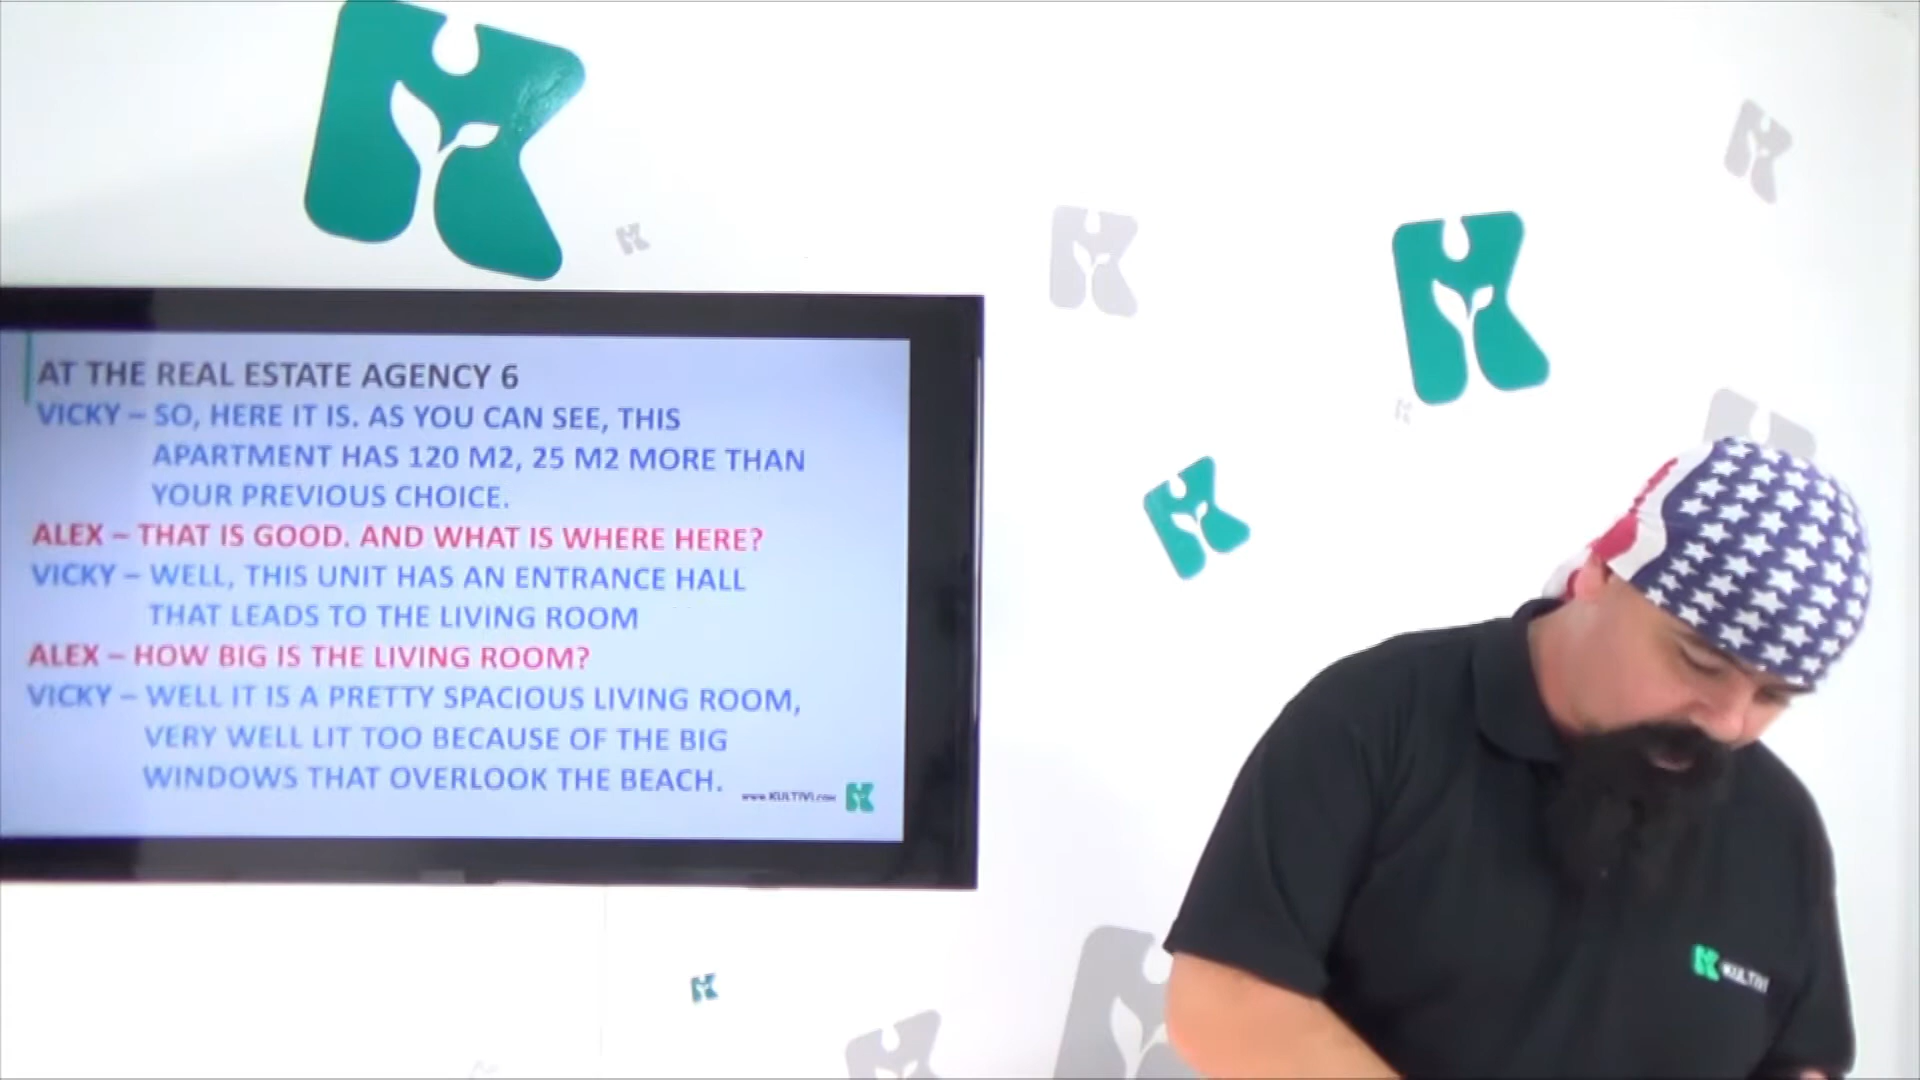 AT THE REAL ESTATE AGENCY 6
VICKY – SO, HERE IT IS. AS YOU CAN SEE, THIS
APARTMENT HAS 120 M2, 25 M2 MORE THAN
YOUR PREVIOUS CHOICE.
ALEX – THAT IS GOOD. AND WHAT IS WHERE HERE?
VICKY – WELL, THIS UNIT HAS AN ENTRANCE HALL
THAT LEADS TO THE LIVING ROOM
ALEX – HOW BIG IS THE LIVING ROOM?
VICKY – WELL IT IS A PRETTY SPACIOUS LIVING ROOM,
VERY WELL LIT TOO BECAUSE OF THE BIG
WINDOWS THAT OVERLOOK THE BEACH.
www.KULTIVI.com
KULTIVI